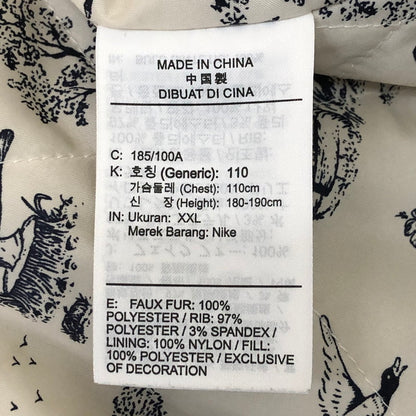 MADE IN CHINA
中国製
DIBUAT DI CINA
C: 185/100A
K: 호칭 (Generic): 110
가슴둘레 (Chest): 110cm
신 장 (Height): 180-190cm
IN: Ukuran: XXL
Merek Barang: Nike
E: FAUX FUR: 100%
POLYESTER / RIB: 97%
POLYESTER / 3% SPANDEX /
LINING: 100% NYLON / FILL:
100% POLYESTER / EXCLUSIVE
OF DECORATION